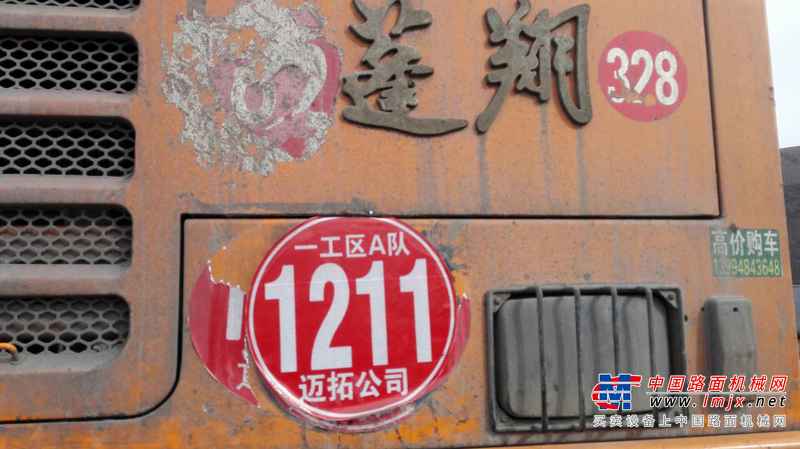 蓬翔
328
高价购车
13994843648
一工区A队
1211
迈拓公司
中国路面机械网
www.lmjx.net
买卖设备上中国路面机械网